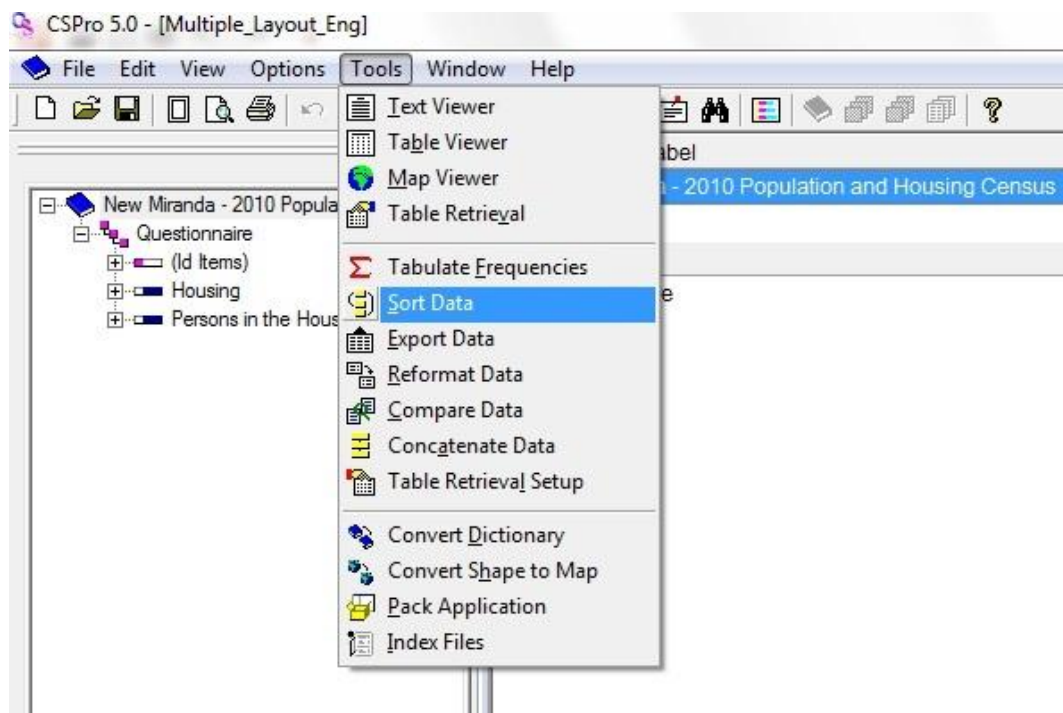 CSPro 5.0 - [Multiple_Layout_Eng]
File Edit View Options Tools Window Help
Text Viewer
Table Viewer
Map Viewer
Table Retrieval
Tabulate Frequencies
Sort Data
Export Data
Reformat Data
Compare Data
Concatenate Data
Table Retrieval Setup
Convert Dictionary
Convert Shape to Map
Pack Application
Index Files
New Miranda - 2010 Popula
Questionnaire
(Id Items)
Housing
Persons in the Hous
abel
- 2010 Population and Housing Census
e